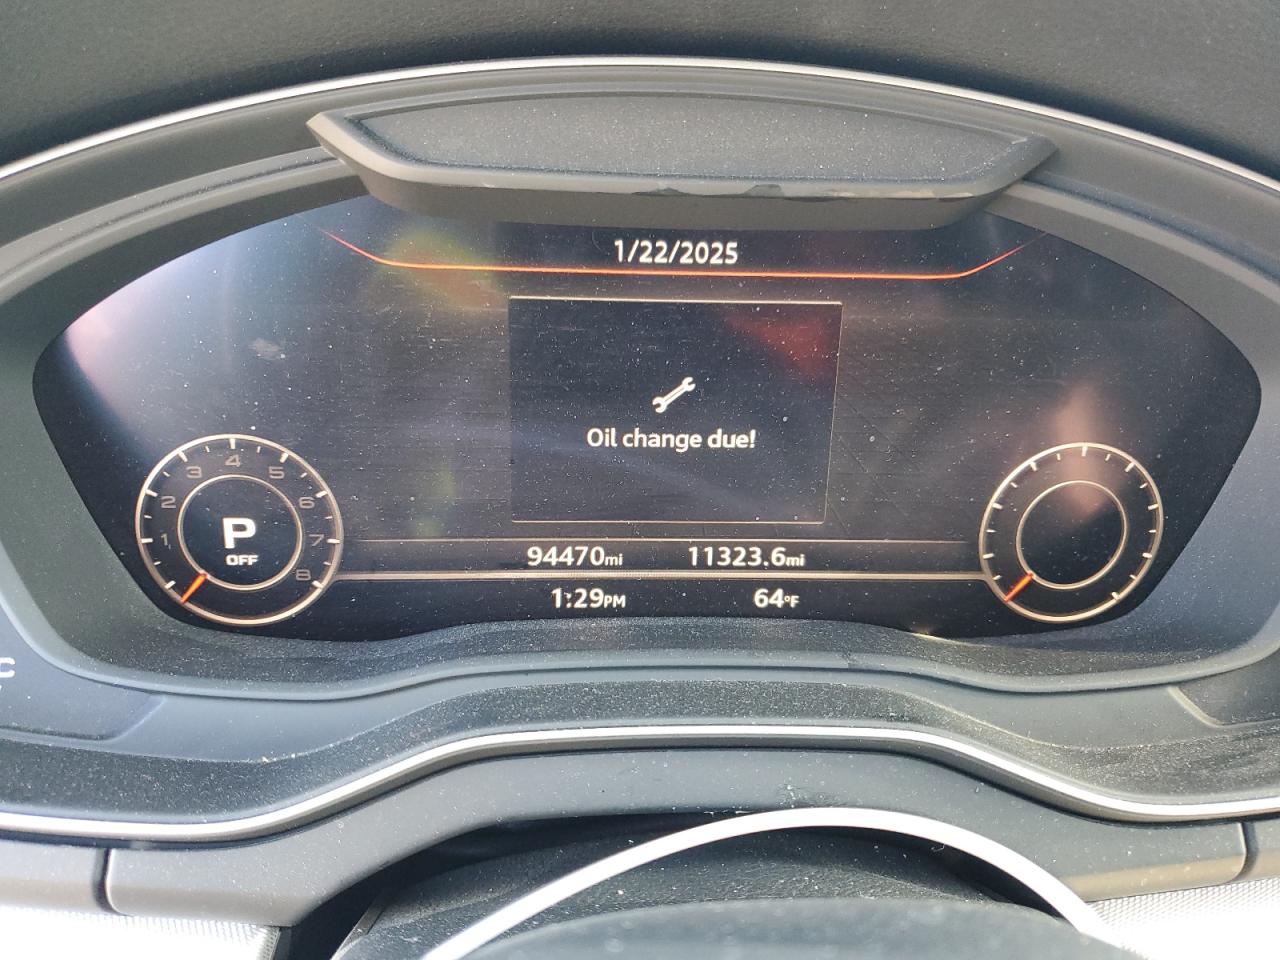 1/22/2025
Oil change due!
1 2 3 4 5 6 7 8
P
OFF
94470mi 11323.6mi
1:29PM 64°F
C